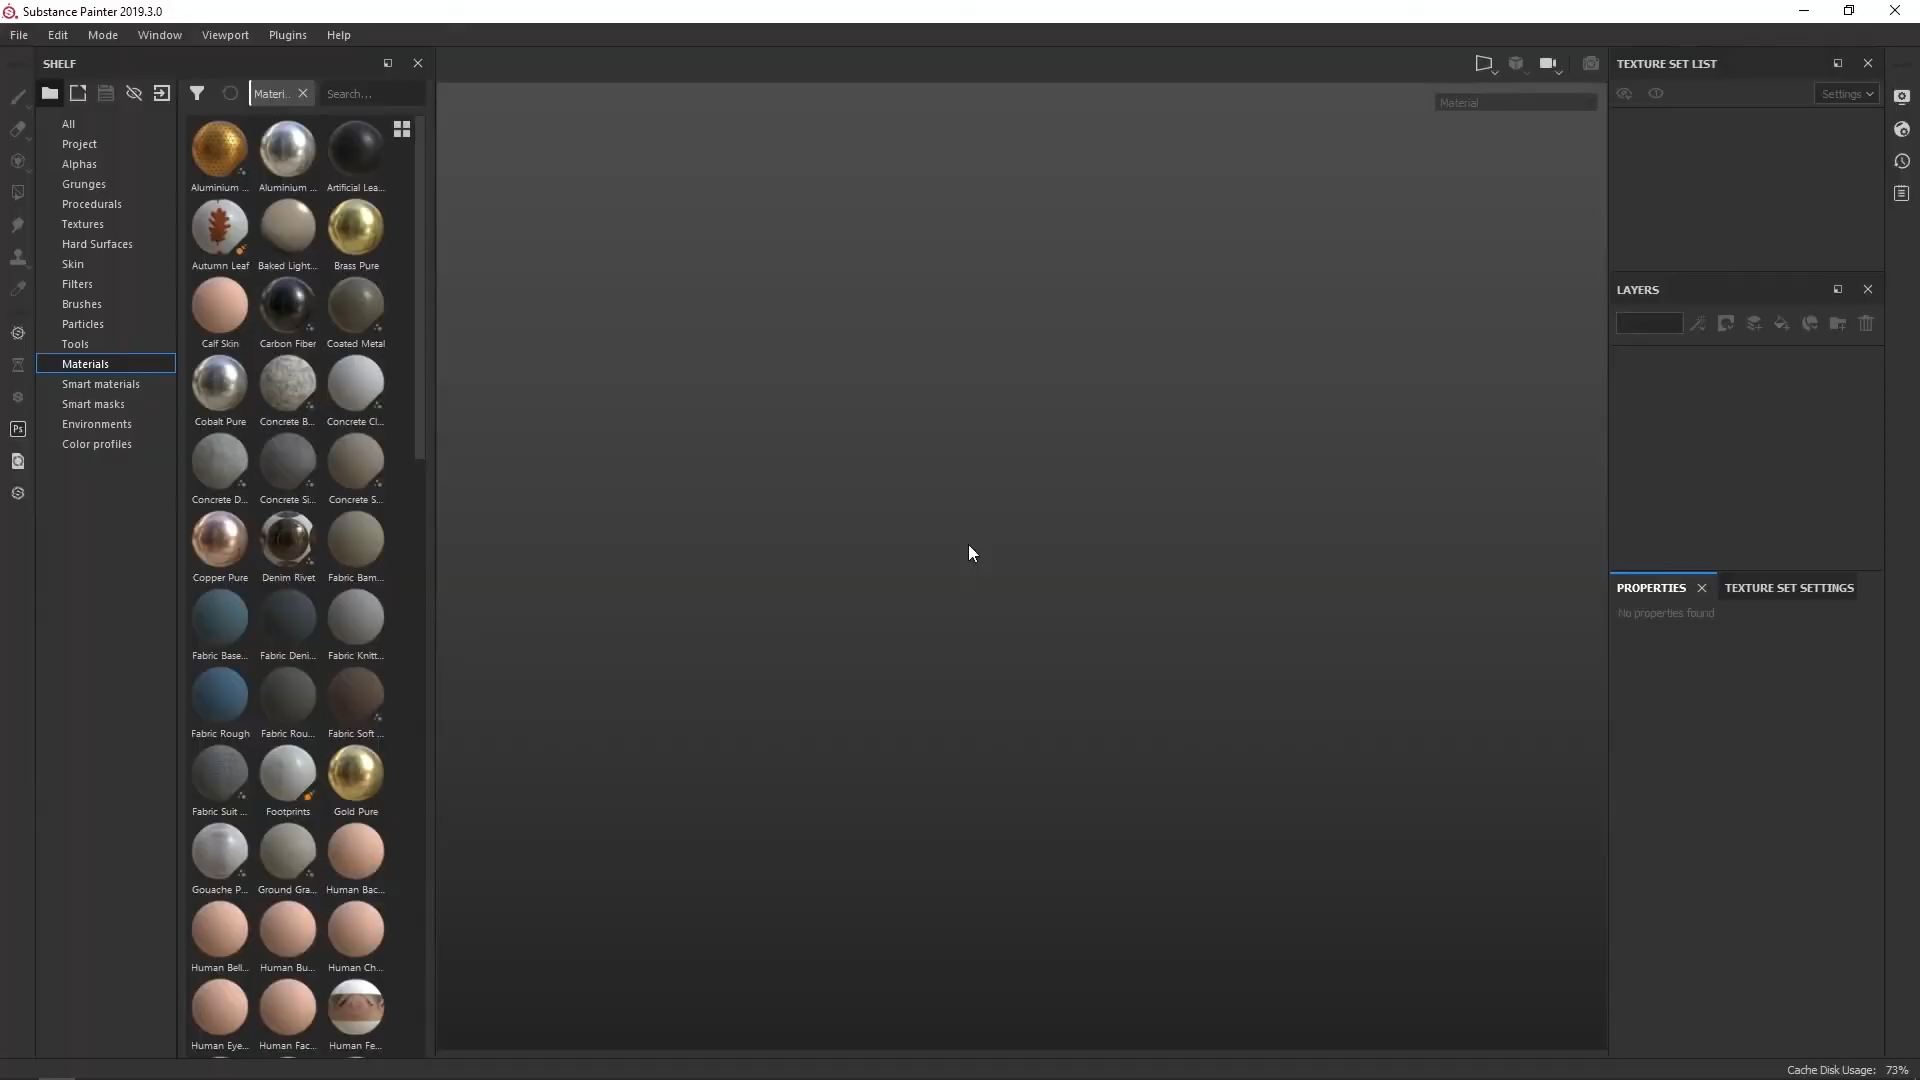 Substance Painter 2019.3.0
File Edit Mode Window Viewport Plugins Help
SHELF
Materi.. Search...
All
Project
Alphas
Grunges
Procedurals
Textures
Hard Surfaces
Skin
Filters
Brushes
Particles
Tools
Materials
Smart materials
Smart masks
Environments
Color profiles
Ps
Aluminium ... Aluminium ... Artificial Lea...
Autumn Leaf Baked Light... Brass Pure
Calf Skin Carbon Fiber Coated Metal
Cobalt Pure Concrete B... Concrete Cl...
Concrete D... Concrete Si... Concrete S...
Copper Pure Denim Rivet Fabric Bam...
Fabric Base... Fabric Deni... Fabric Knitt...
Fabric Rough Fabric Rou... Fabric Soft ...
Fabric Suit ... Footprints Gold Pure
Gouache P... Ground Gra... Human Bac...
Human Bell... Human Bu... Human Ch...
Human Eye... Human Fac... Human Fe...
Material
TEXTURE SET LIST
Settings
LAYERS
PROPERTIES TEXTURE SET SETTINGS
No properties found
Cache Disk Usage: 73%